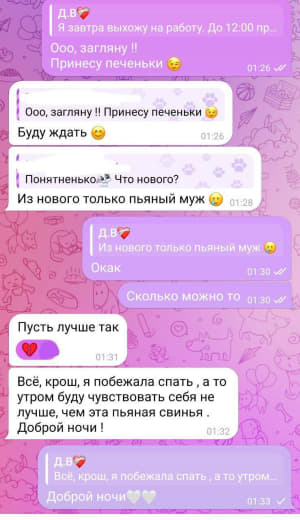 Д.В❤️‍🩹
Я завтра выхожу на работу. До 12:00 пр...
Ооо, загляну !!
Принесу печеньки 😉
01:26
Ооо, загляну !! Принесу печеньки 😉
Буду ждать 😊
01:26
Понятненько Что нового?
Из нового только пьяный муж 🥲
01:28
Д.В❤️‍🩹
Из нового только пьяный муж 🥲
Окак
01:30
Сколько можно то 01:30
Пусть лучше так
01:31
Всё, крош, я побежала спать , а то
утром буду чувствовать себя не
лучше, чем эта пьяная свинья .
Доброй ночи !
01:32
Д.В❤️‍🩹
Всё, крош, я побежала спать , а то утром...
Доброй ночи🤍🤍
01:33